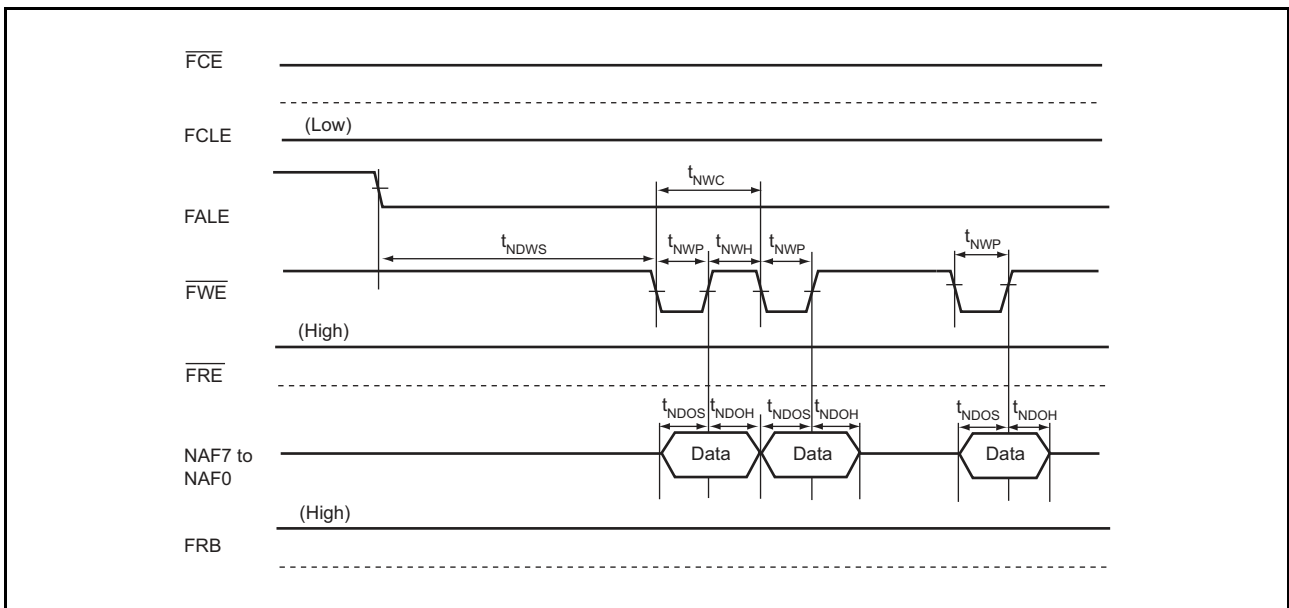 FCE
(Low)
FCLE
tNWC
FALE
tNDWS
tNWP tNWH tNWP tNWP
FWE
(High)
FRE
tNDOS tNDOH tNDOS tNDOH tNDOS tNDOH
NAF7 to
NAF0
Data Data Data
(High)
FRB